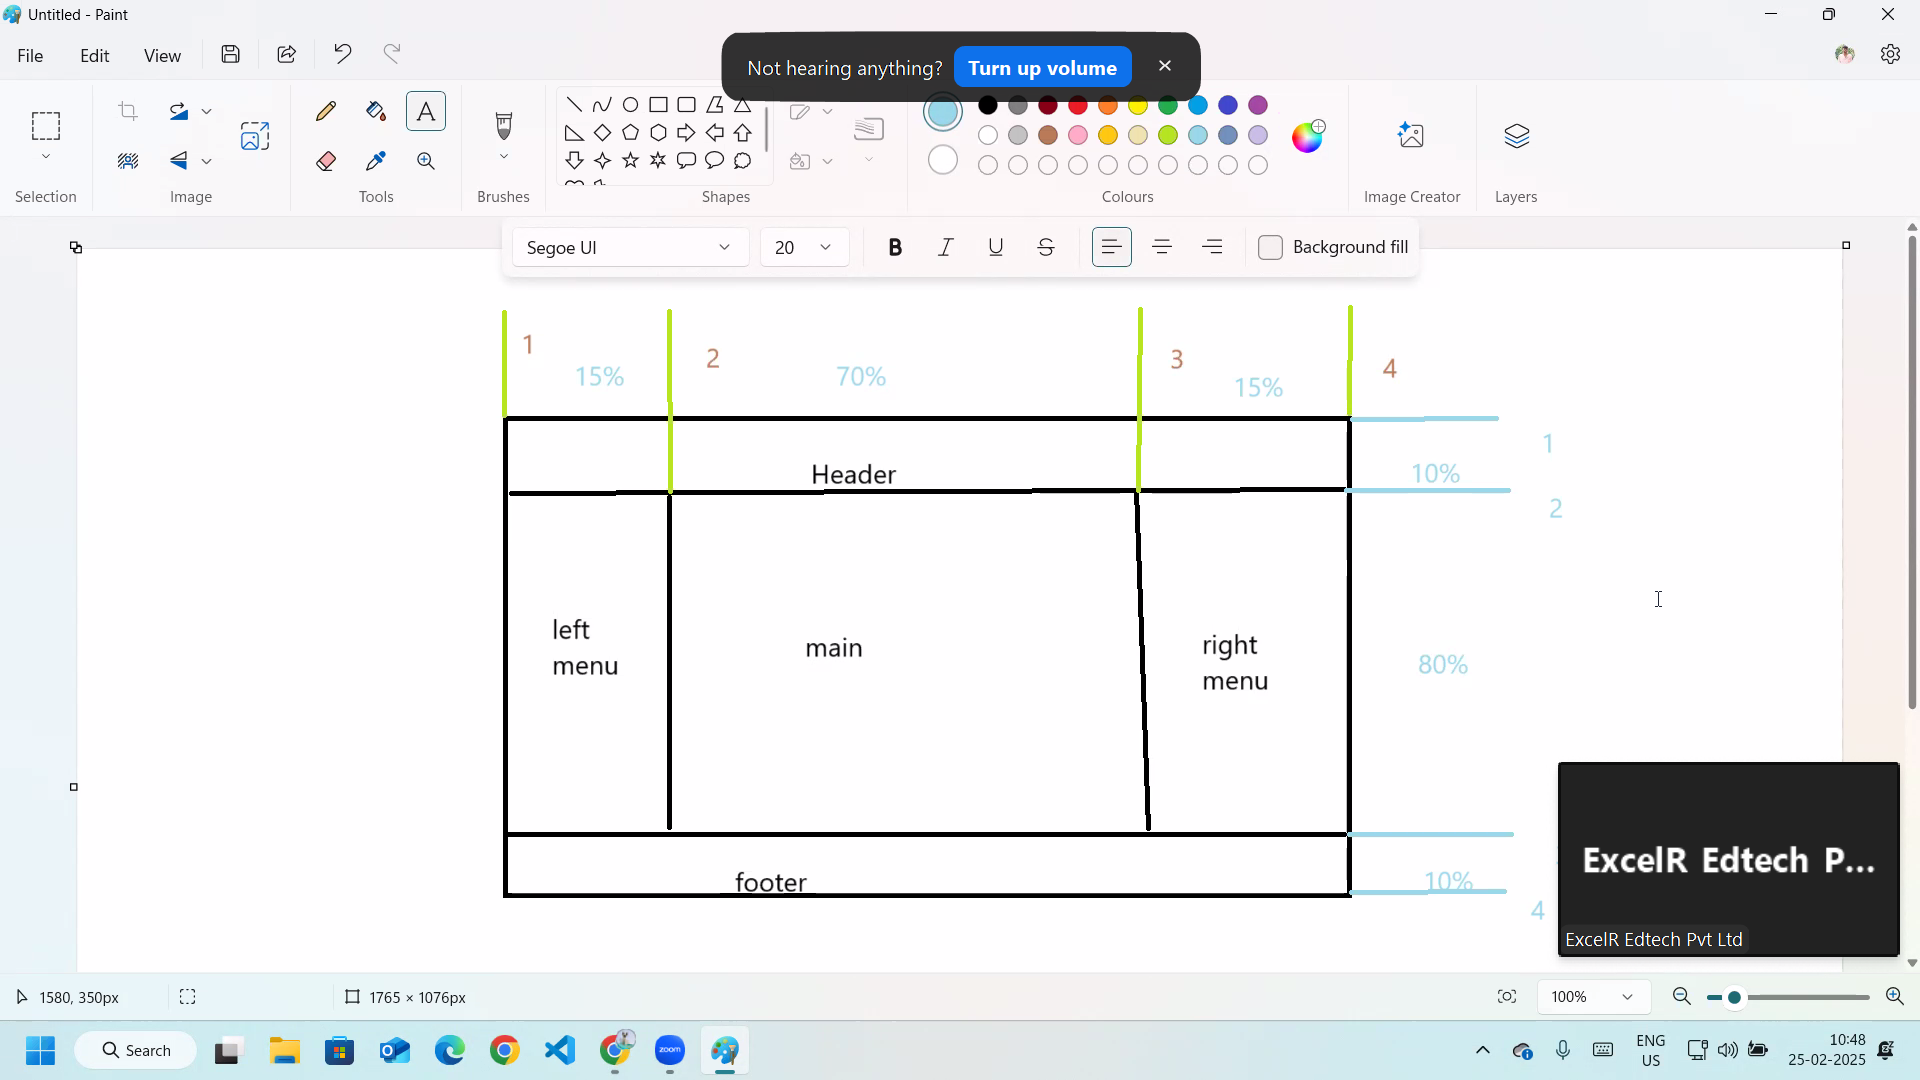 Untitled - Paint
File
Edit
View
Not hearing anything?
Turn up volume
Selection
Image
Tools
Brushes
Shapes
Colours
Image Creator
Layers
Segoe UI
20
B
I
U
S
Background fill
1
15%
2
70%
3
15%
4
1
Header
10%
2
left
menu
main
right
menu
80%
footer
10%
4
ExcelR Edtech P...
ExcelR Edtech Pvt Ltd
1580, 350px
1765 × 1076px
100%
Search
zoom
ENG
US
10:48
25-02-2025